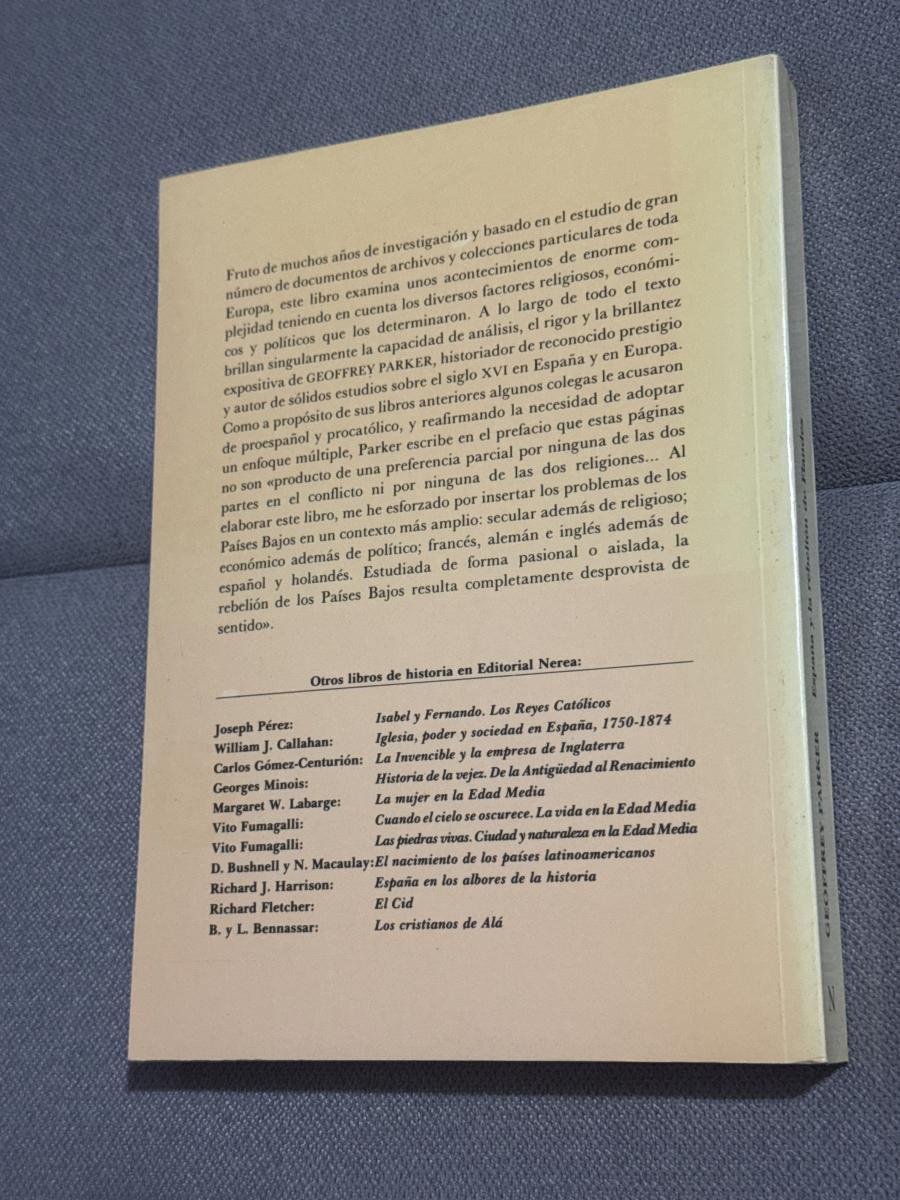 Fruto de muchos años de investigación y basado en el estudio de gran
número de documentos de archivos y colecciones particulares de toda
Europa, este libro examina unos acontecimientos de enorme com-
plejidad teniendo en cuenta los diversos factores religiosos, económi-
cos y políticos que los determinaron. A lo largo de todo el texto
brillan singularmente la capacidad de análisis, el rigor y la brillantez
expositiva de GEOFFREY PARKER, historiador de reconocido prestigio
y autor de sólidos estudios sobre el siglo XVI en España y en Europa.
Como a propósito de sus libros anteriores algunos colegas le acusaron
de proespañol y procatólico, y reafirmando la necesidad de adoptar
un enfoque múltiple, Parker escribe en el prefacio que estas páginas
no son «producto de una preferencia parcial por ninguna de las dos
partes en el conflicto ni por ninguna de las dos religiones... Al
elaborar este libro, me he esforzado por insertar los problemas de los
Países Bajos en un contexto más amplio: secular además de religioso;
económico además de político; francés, alemán e inglés además de
español y holandés. Estudiada de forma pasional o aislada, la
rebelión de los Países Bajos resulta completamente desprovista de
sentido».
Otros libros de historia en Editorial Nerea:
Joseph Pérez: Isabel y Fernando. Los Reyes Católicos
William J. Callahan: Iglesia, poder y sociedad en España, 1750-1874
Carlos Gómez-Centurión: La Invencible y la empresa de Inglaterra
Georges Minois: Historia de la vejez. De la Antigüedad al Renacimiento
Margaret W. Labarge: La mujer en la Edad Media
Vito Fumagalli: Cuando el cielo se oscurece. La vida en la Edad Media
Vito Fumagalli: Las piedras vivas. Ciudad y naturaleza en la Edad Media
D. Bushnell y N. Macaulay: El nacimiento de los países latinoamericanos
Richard J. Harrison: España en los albores de la historia
Richard Fletcher: El Cid
B. y L. Bennassar: Los cristianos de Alá
GEOFFREY PARKER España y la rebelión de Flandes
N